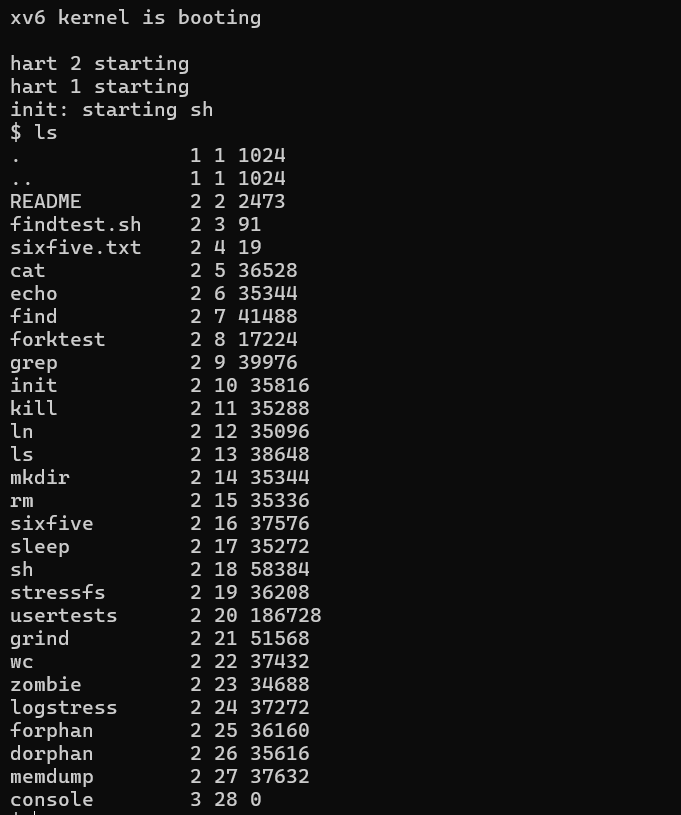 xv6 kernel is booting
hart 2 starting
hart 1 starting
init: starting sh
$ ls
.              1 1 1024
..             1 1 1024
README         2 2 2473
findtest.sh    2 3 91
sixfive.txt    2 4 19
cat            2 5 36528
echo           2 6 35344
find           2 7 41488
forktest       2 8 17224
grep           2 9 39976
init           2 10 35816
kill           2 11 35288
ln             2 12 35096
ls             2 13 38648
mkdir          2 14 35344
rm             2 15 35336
sixfive        2 16 37576
sleep          2 17 35272
sh             2 18 58384
stressfs       2 19 36208
usertests      2 20 186728
grind          2 21 51568
wc             2 22 37432
zombie         2 23 34688
logstress      2 24 37272
forphan        2 25 36160
dorphan        2 26 35616
memdump        2 27 37632
console        3 28 0